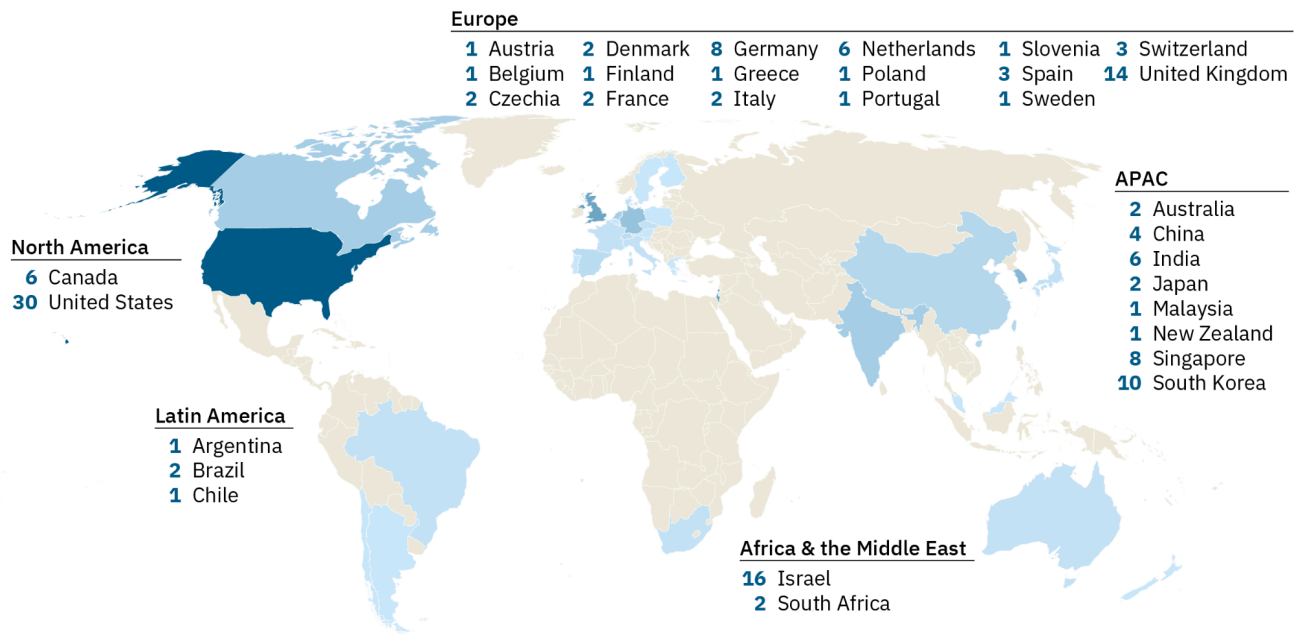 Europe
1 Austria 2 Denmark 8 Germany 6 Netherlands 1 Slovenia 3 Switzerland
1 Belgium 1 Finland 1 Greece 1 Poland 3 Spain 14 United Kingdom
2 Czechia 2 France 2 Italy 1 Portugal 1 Sweden
APAC
2 Australia
4 China
6 India
2 Japan
1 Malaysia
1 New Zealand
8 Singapore
10 South Korea
North America
6 Canada
30 United States
Latin America
1 Argentina
2 Brazil
1 Chile
Africa & the Middle East
16 Israel
2 South Africa